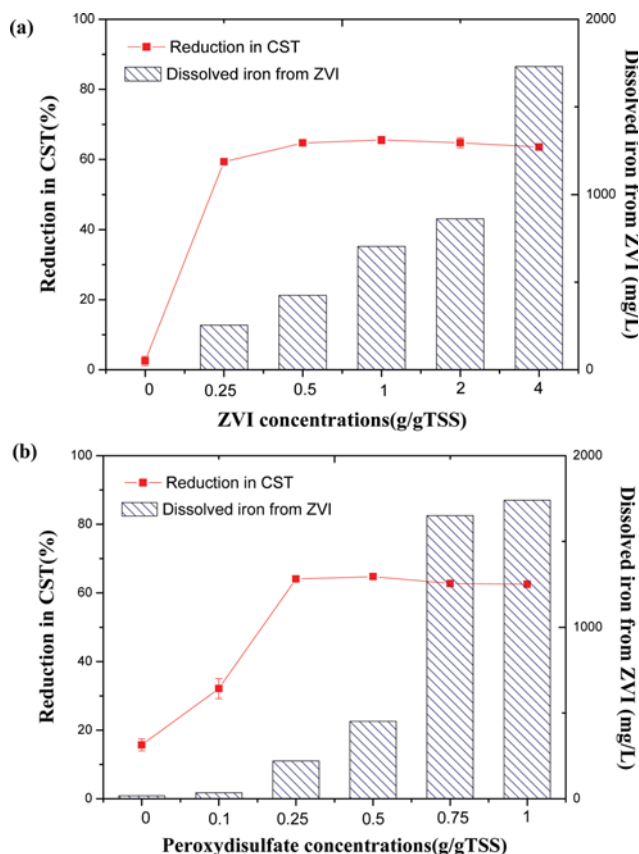 (a)
Reduction in CST
Dissolved iron from ZVI
Reduction in CST(%)
100
80
60
40
20
0
2000
1000
0
Dissolved iron from ZVI (mg/L)
0 0.25 0.5 1 2 4
ZVI concentrations(g/gTSS)
(b)
Reduction in CST
Dissolved iron from ZVI
Reduction in CST(%)
100
80
60
40
20
0
2000
1000
0
Dissolved iron from ZVI (mg/L)
0 0.1 0.25 0.5 0.75 1
Peroxydisulfate concentrations(g/gTSS)